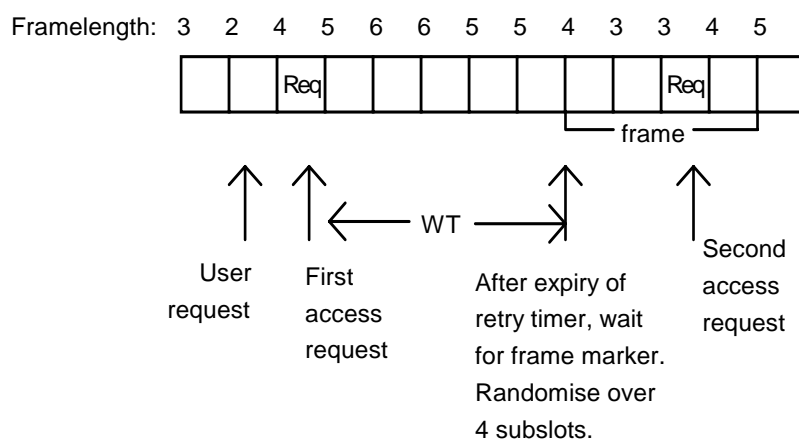 Framelength: 3 2 4 5 6 6 5 5 4 3 3 4 5
Req Req
frame
WT
User
request
First
access
request
After expiry of
retry timer, wait
for frame marker.
Randomise over
4 subslots.
Second
access
request